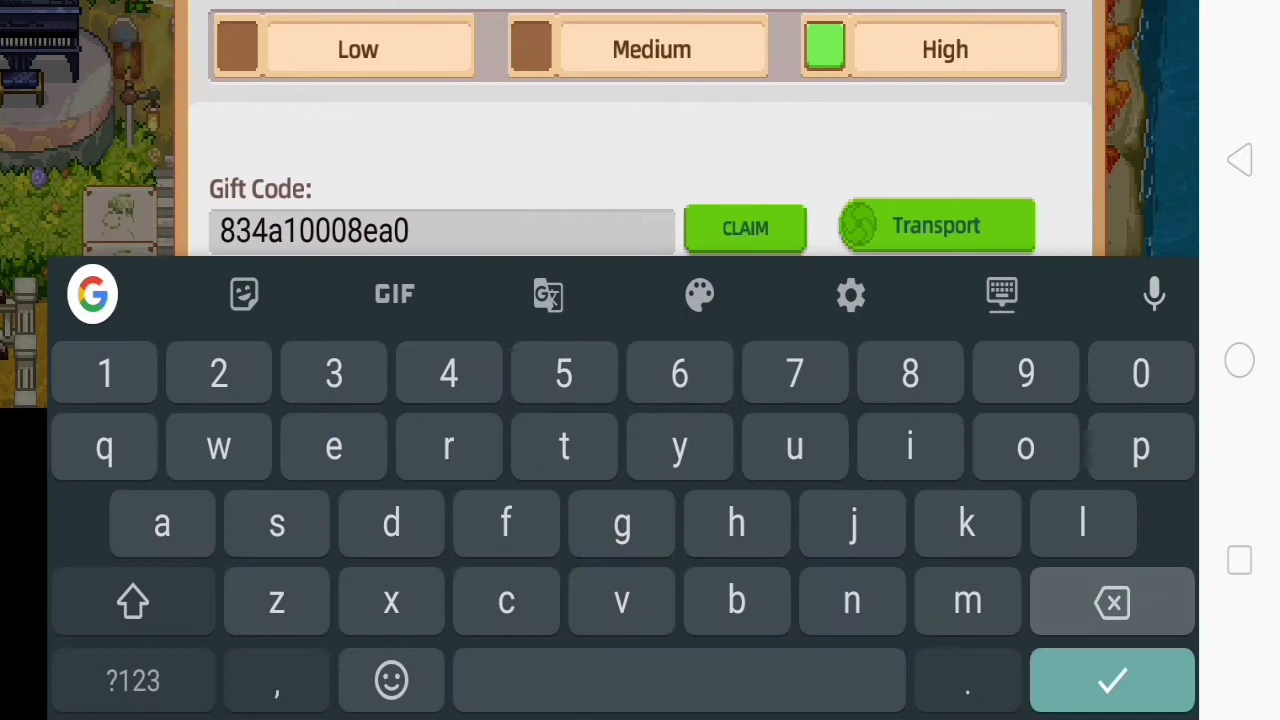 Low Medium High
Gift Code:
834a10008ea0 CLAIM Transport
G GIF G
1 2 3 4 5 6 7 8 9 0
q w e r t y u i o p
a s d f g h j k l
z x c v b n m
?123 , .